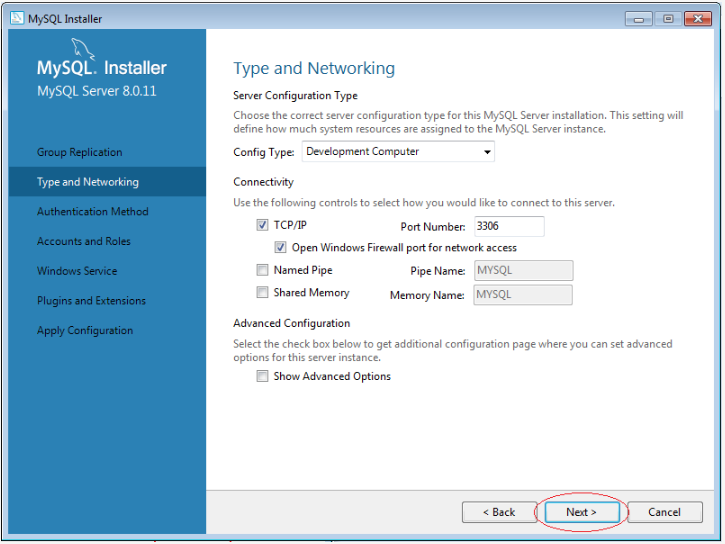 MySQL Installer
MySQL. Installer
MySQL Server 8.0.11
Group Replication
Type and Networking
Authentication Method
Accounts and Roles
Windows Service
Plugins and Extensions
Apply Configuration
Type and Networking
Server Configuration Type
Choose the correct server configuration type for this MySQL Server installation. This setting will
define how much system resources are assigned to the MySQL Server instance.
Config Type: Development Computer
Connectivity
Use the following controls to select how you would like to connect to this server.
TCP/IP Port Number: 3306
Open Windows Firewall port for network access
Named Pipe Pipe Name: MYSQL
Shared Memory Memory Name: MYSQL
Advanced Configuration
Select the check box below to get additional configuration page where you can set advanced
options for this server instance.
Show Advanced Options
< Back Next > Cancel